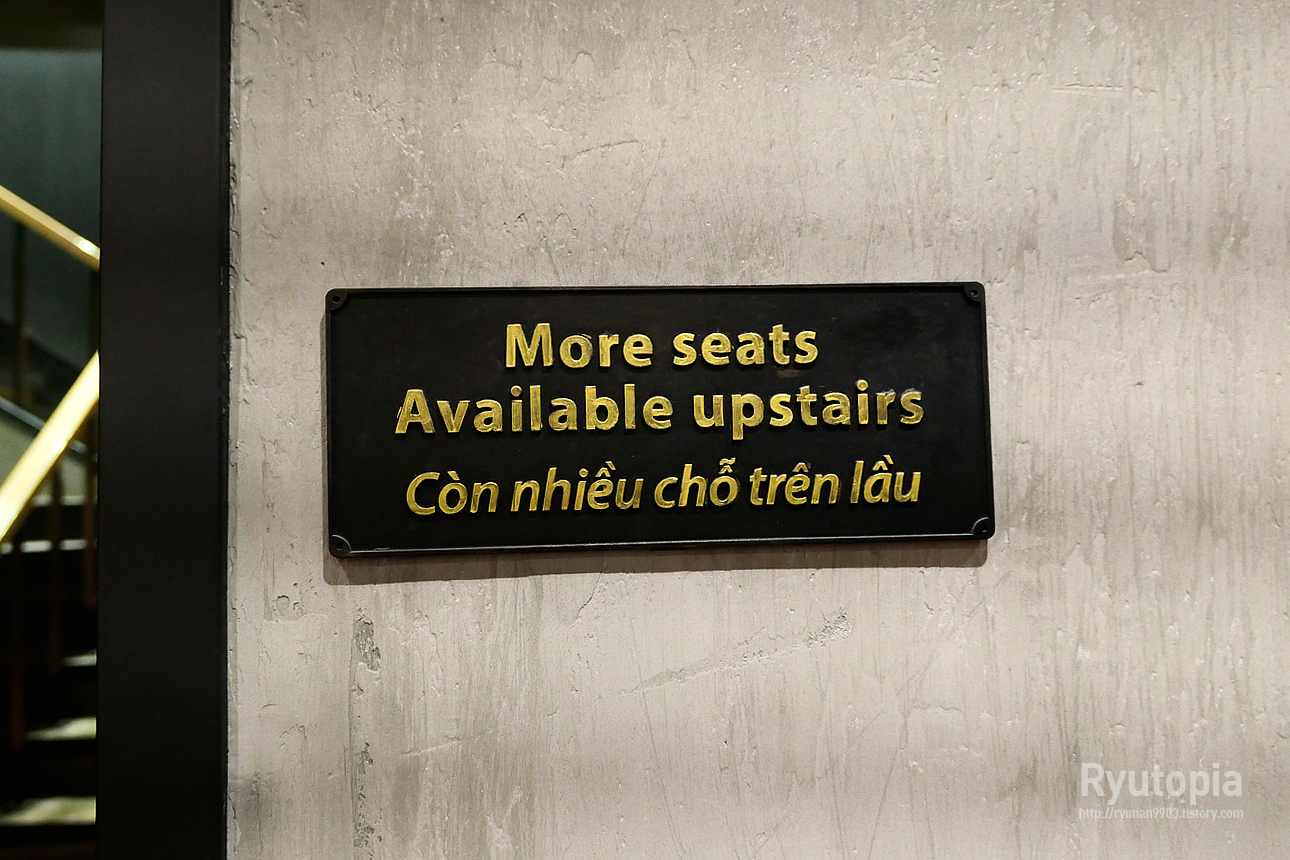 More seats
Available upstairs
Còn nhiều chỗ trên lầu
Ryutopia
http://ryunan9903.tistory.com